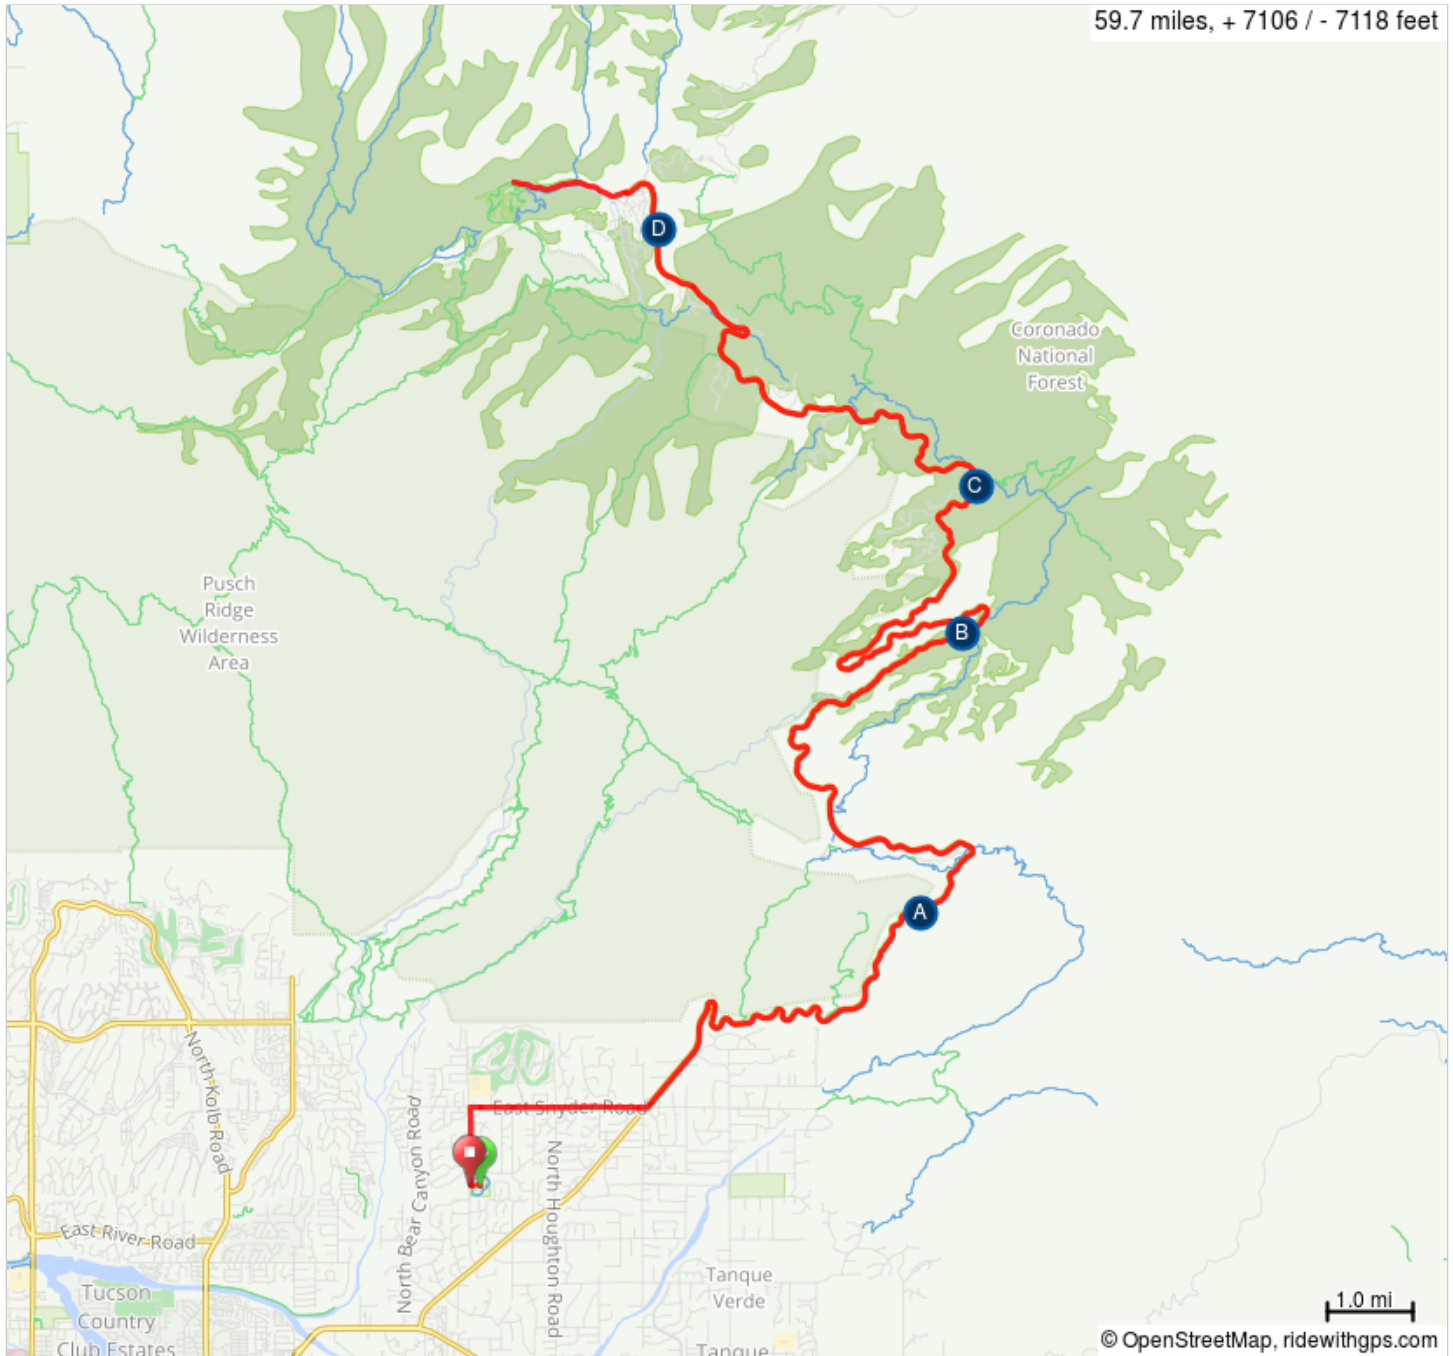 59.7 miles, + 7106 / - 7118 feet
D
Coronado
National
Forest
C
Pusch
Ridge
Wilderness
Area
B
A
North Kolb Road
East Snyder Road
North Bear Canyon Road
North Houghton Road
East River Road
Tanque
Verde
Tucson
Country
Club Estates
1.0 mi
Tanque
© OpenStreetMap, ridewithgps.com